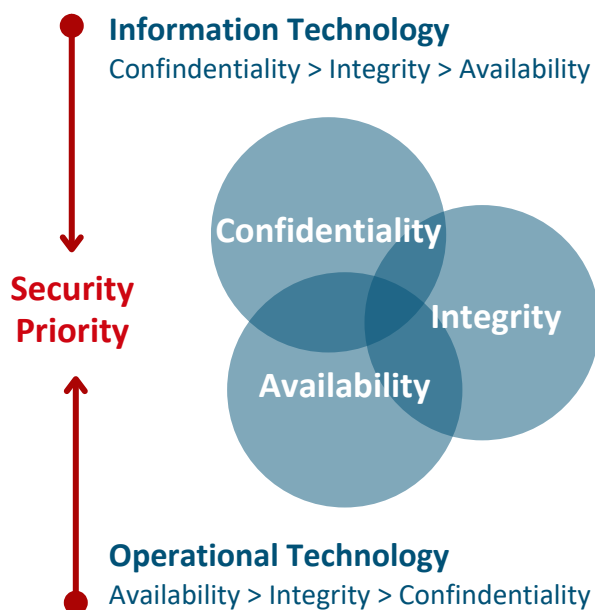 Information Technology
Confindentiality > Integrity > Availability
Confidentiality
Security
Priority
Integrity
Availability
Operational Technology
Availability > Integrity > Confindentiality